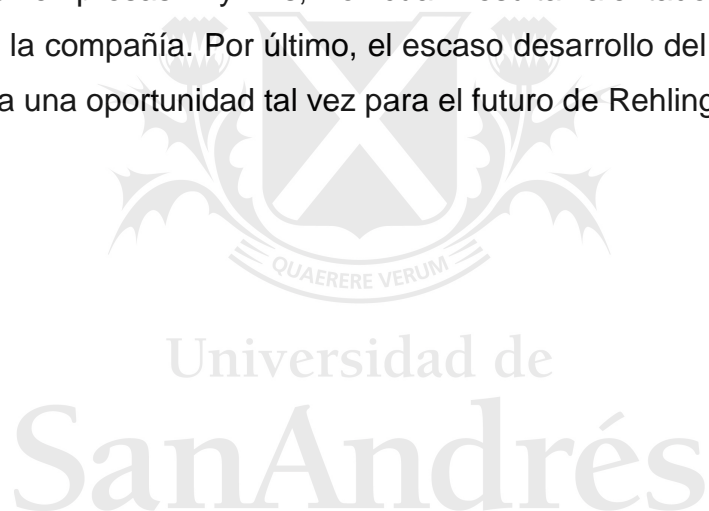 la compañía. Por último, el escaso desarrollo del
a una oportunidad tal vez para el futuro de Rehling
QUAERERE VERUM
Universidad de
SanAndrés